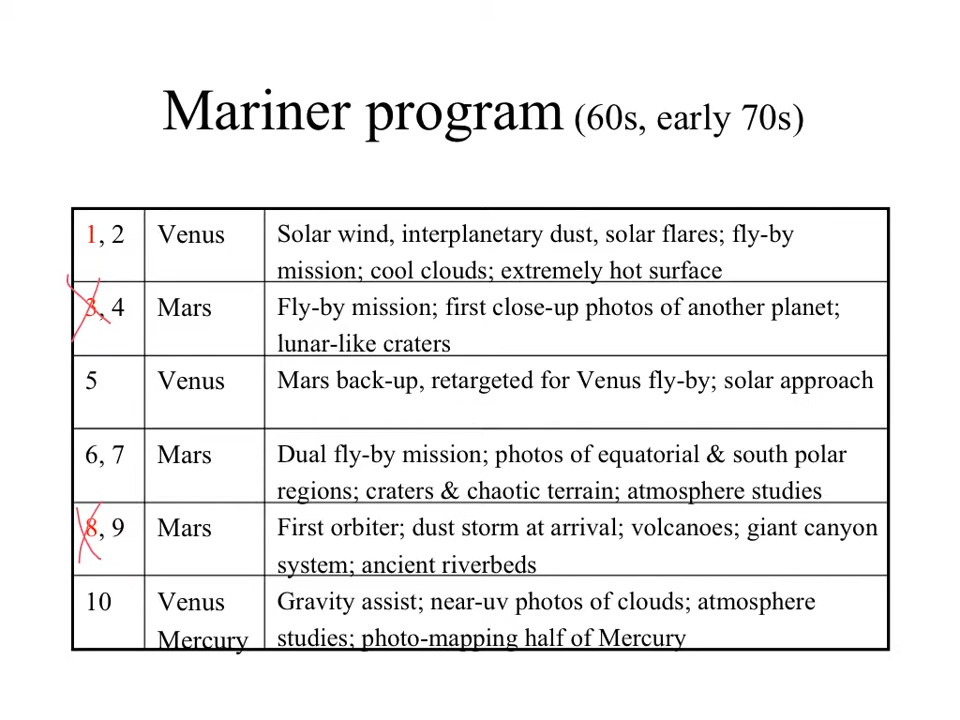 Mariner program (60s, early 70s)
1, 2 Venus Solar wind, interplanetary dust, solar flares; fly-by
mission; cool clouds; extremely hot surface
3, 4 Mars Fly-by mission; first close-up photos of another planet;
lunar-like craters
5 Venus Mars back-up, retargeted for Venus fly-by; solar approach
6, 7 Mars Dual fly-by mission; photos of equatorial & south polar
regions; craters & chaotic terrain; atmosphere studies
8, 9 Mars First orbiter; dust storm at arrival; volcanoes; giant canyon
system; ancient riverbeds
10 Venus Gravity assist; near-uv photos of clouds; atmosphere
Mercury studies; photo-mapping half of Mercury